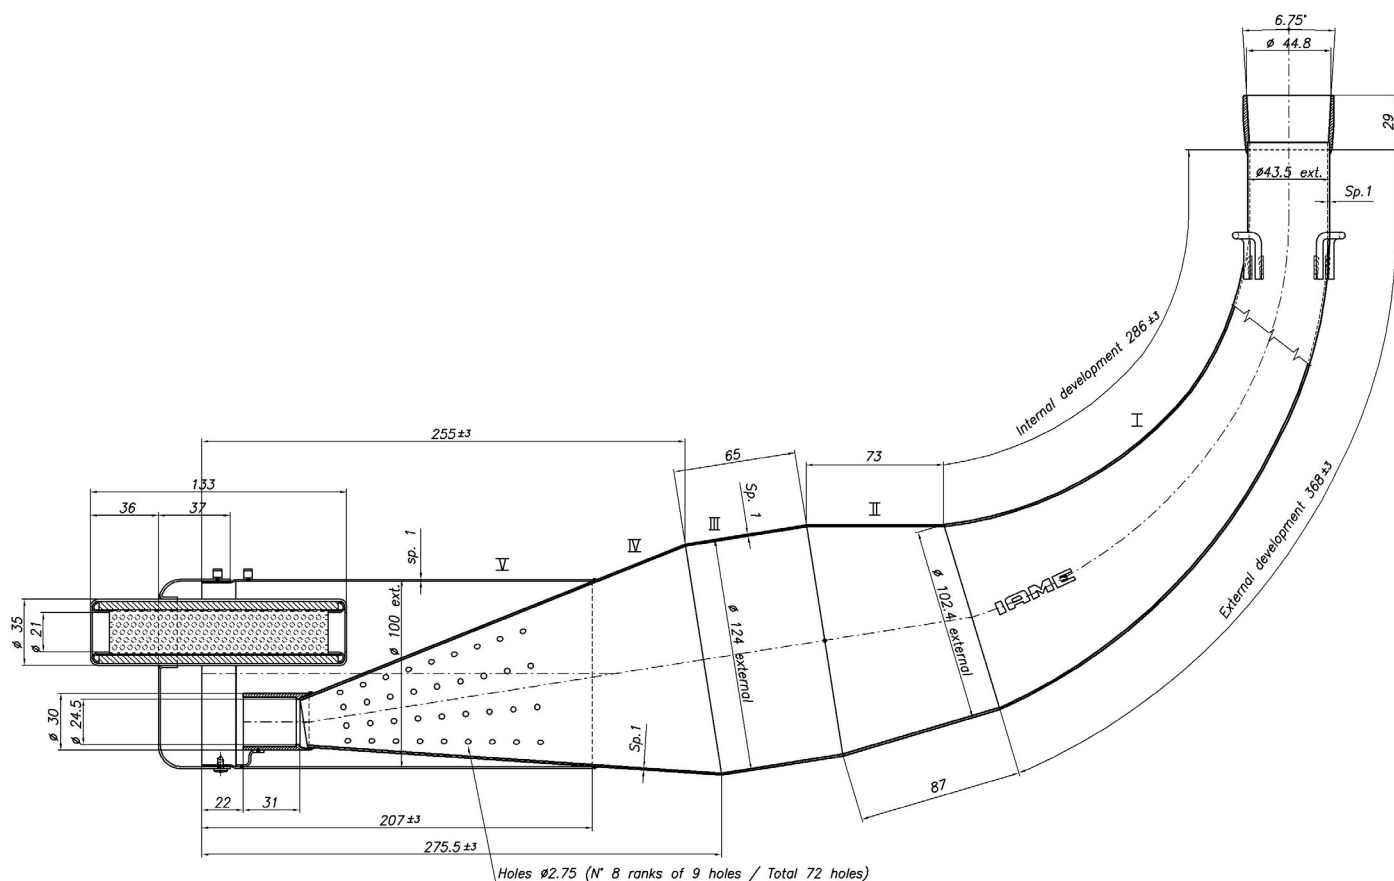 6.75°
ø 44.8
29
ø43.5 ext.
Sp.1
Internal development 286 ±3
I
External development 368 ±3
255 ±3
65
73
133
Sp. 1
II
III
36
37
IV
sp. 1
V
IAME
ø 35
ø 21
ø 100 ext.
ø 124 external
ø 102.4 external
ø 30
ø 24.5
Sp.1
87
22
31
207 ±3
275.5 ±3
Holes ø2.75 (N° 8 ranks of 9 holes / Total 72 holes)